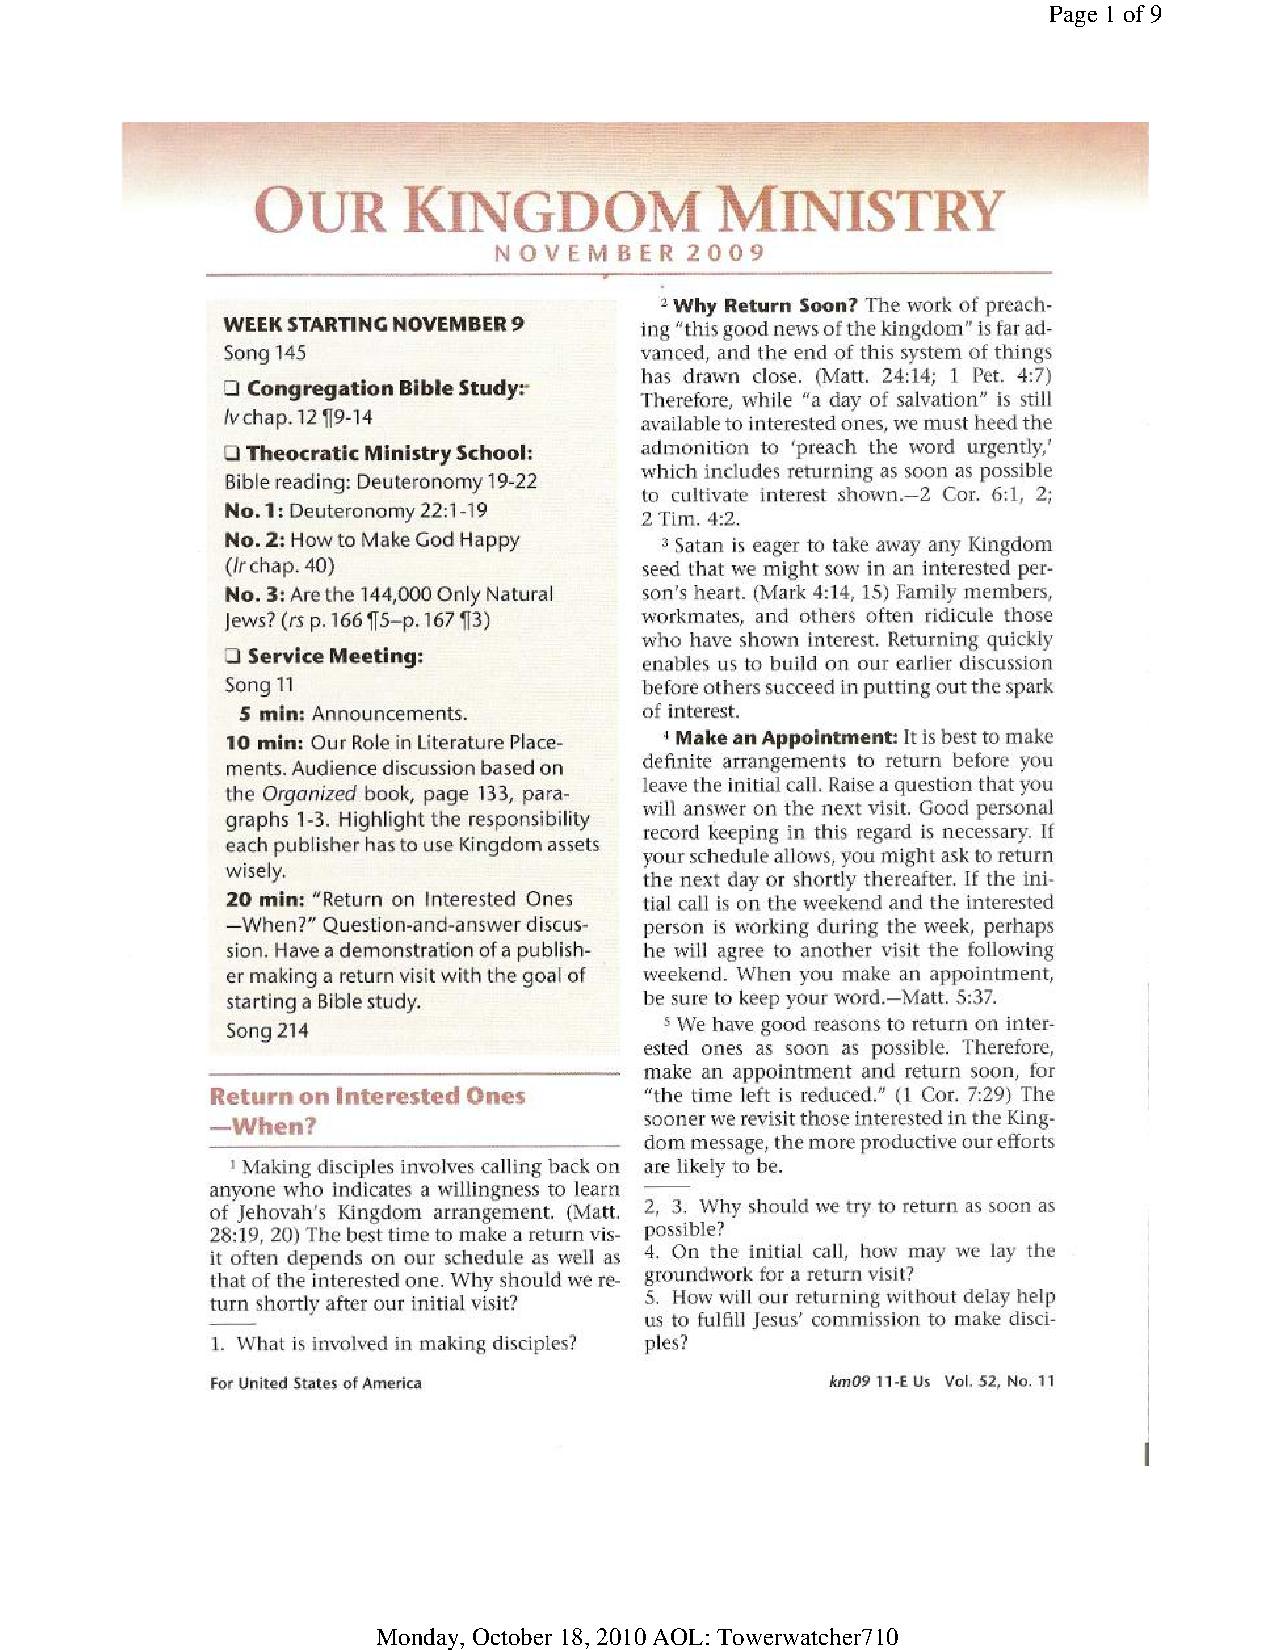 Page 1 of 9
OUR KINGDOM MINISTRY
NOVEMBER 2009
WEEK STARTING NOVEMBER 9
Song 145
❑ Congregation Bible Study:
lv chap. 12 ¶9-14
❑ Theocratic Ministry School:
Bible reading: Deuteronomy 19-22
No. 1: Deuteronomy 22:1-19
No. 2: How to Make God Happy
(lr chap. 40)
No. 3: Are the 144,000 Only Natural
Jews? (rs p. 166 ¶5–p. 167 ¶3)
❑ Service Meeting:
Song 11
5 min: Announcements.
10 min: Our Role in Literature Place-
ments. Audience discussion based on
the Organized book, page 133, para-
graphs 1-3. Highlight the responsibility
each publisher has to use Kingdom assets
wisely.
20 min: "Return on Interested Ones
—When?" Question-and-answer discus-
sion. Have a demonstration of a publish-
er making a return visit with the goal of
starting a Bible study.
Song 214
Return on Interested Ones
—When?
1 Making disciples involves calling back on
anyone who indicates a willingness to learn
of Jehovah's Kingdom arrangement. (Matt.
28:19, 20) The best time to make a return vis-
it often depends on our schedule as well as
that of the interested one. Why should we re-
turn shortly after our initial visit?
1. What is involved in making disciples?
2 Why Return Soon? The work of preach-
ing "this good news of the kingdom" is far ad-
vanced, and the end of this system of things
has drawn close. (Matt. 24:14; 1 Pet. 4:7)
Therefore, while "a day of salvation" is still
available to interested ones, we must heed the
admonition to 'preach the word urgently,'
which includes returning as soon as possible
to cultivate interest shown.—2 Cor. 6:1, 2;
2 Tim. 4:2.
3 Satan is eager to take away any Kingdom
seed that we might sow in an interested per-
son's heart. (Mark 4:14, 15) Family members,
workmates, and others often ridicule those
who have shown interest. Returning quickly
enables us to build on our earlier discussion
before others succeed in putting out the spark
of interest.
4 Make an Appointment: It is best to make
definite arrangements to return before you
leave the initial call. Raise a question that you
will answer on the next visit. Good personal
record keeping in this regard is necessary. If
your schedule allows, you might ask to return
the next day or shortly thereafter. If the ini-
tial call is on the weekend and the interested
person is working during the week, perhaps
he will agree to another visit the following
weekend. When you make an appointment,
be sure to keep your word.—Matt. 5:37.
5 We have good reasons to return on inter-
ested ones as soon as possible. Therefore,
make an appointment and return soon, for
"the time left is reduced." (1 Cor. 7:29) The
sooner we revisit those interested in the King-
dom message, the more productive our efforts
are likely to be.
2, 3. Why should we try to return as soon as
possible?
4. On the initial call, how may we lay the
groundwork for a return visit?
5. How will our returning without delay help
us to fulfill Jesus' commission to make disci-
ples?
For United States of America
km09 11-E Us Vol. 52, No. 11
Monday, October 18, 2010 AOL: Towerwatcher710